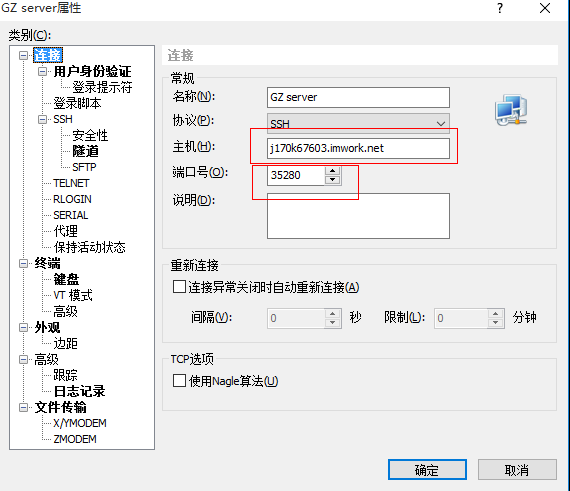 GZ server属性
?
×
类别(C):
连接
用户身份验证
登录提示符
登录脚本
SSH
安全性
隧道
SFTP
TELNET
RLOGIN
SERIAL
代理
保持活动状态
终端
键盘
VT 模式
高级
外观
边距
高级
跟踪
日志记录
文件传输
X/YMODEM
ZMODEM
连接
常规
名称(N): GZ server
协议(P): SSH
主机(H): j170k67603.imwork.net
端口号(O): 35280
说明(D):
重新连接
连接异常关闭时自动重新连接(A)
间隔(V): 0 秒 限制(L): 0 分钟
TCP选项
使用Nagle算法(U)
确定 取消